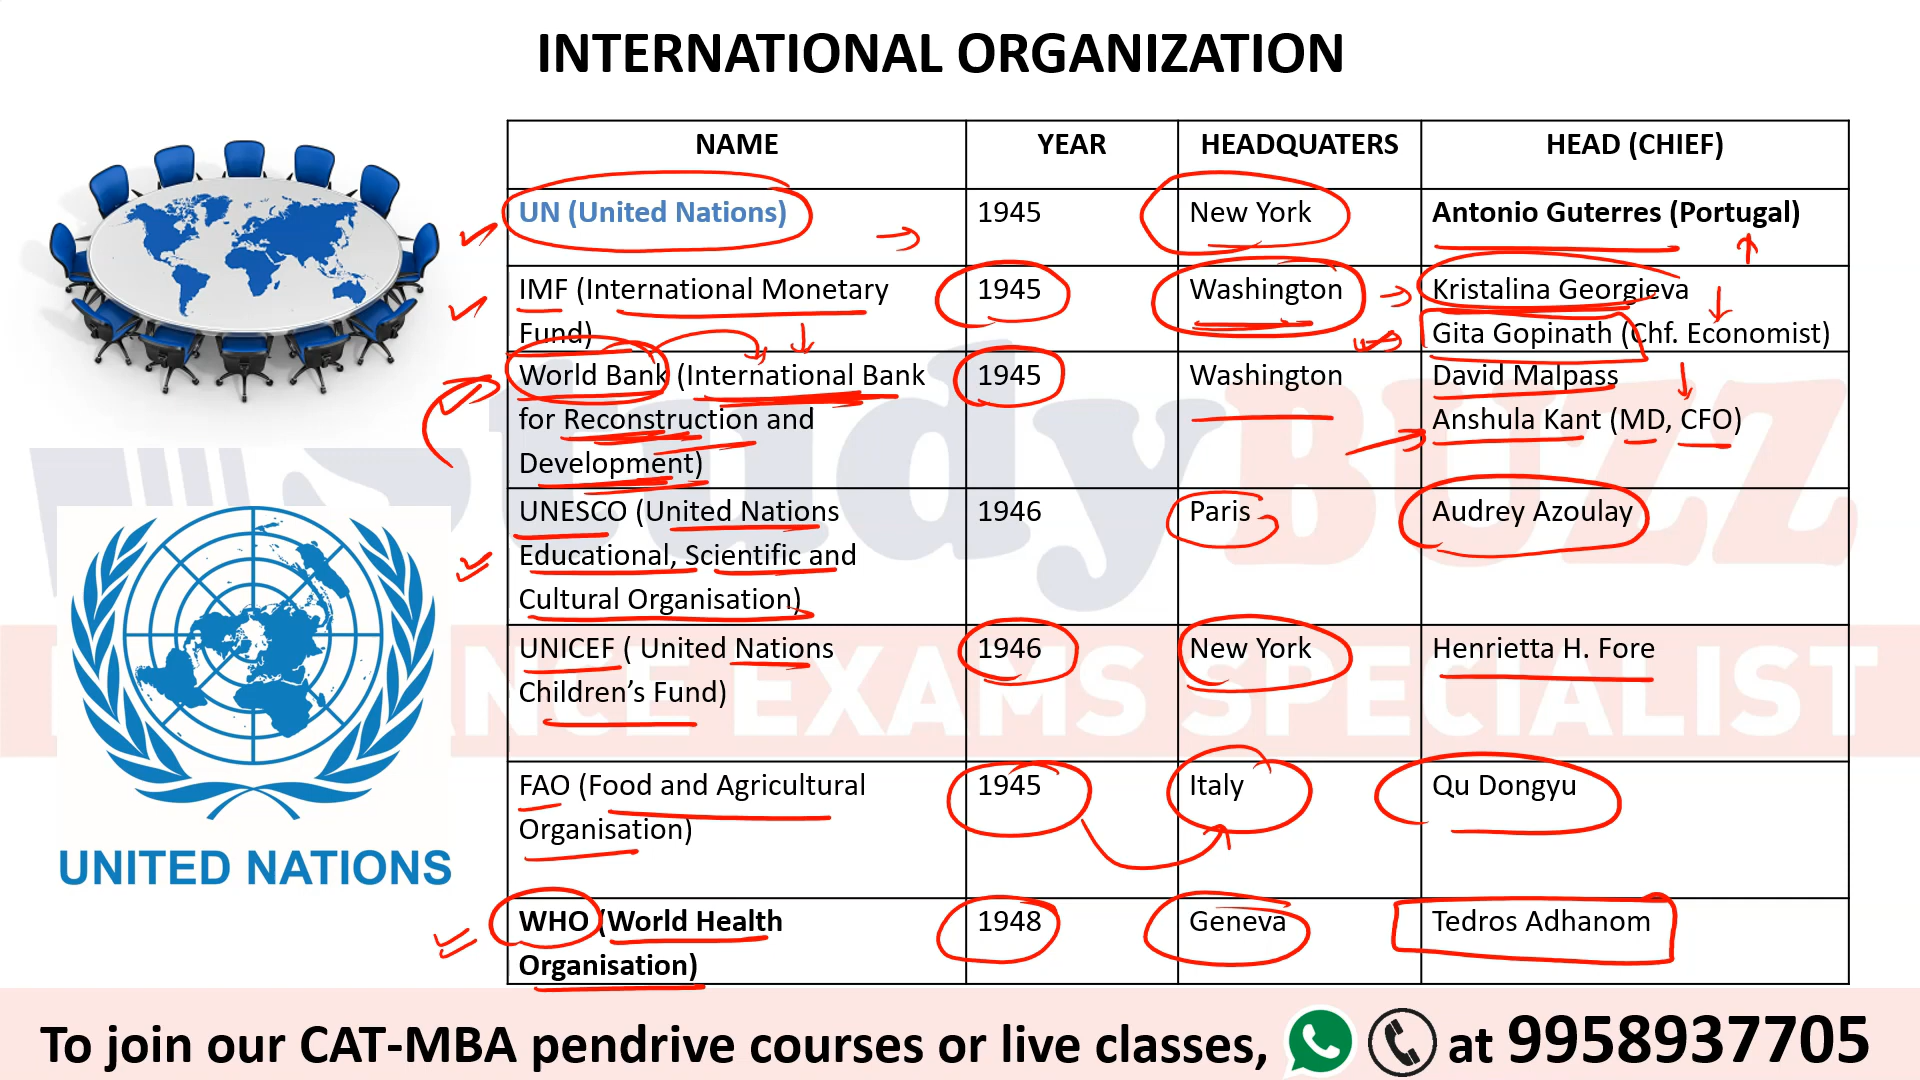 INTERNATIONAL ORGANIZATION
NAME YEAR HEADQUATERS HEAD (CHIEF)
UN (United Nations) 1945 New York Antonio Guterres (Portugal)
IMF (International Monetary 1945 Washington Kristalina Georgieva
Fund) Gita Gopinath (Chf. Economist)
World Bank (International Bank 1945 Washington David Malpass
for Reconstruction and Anshula Kant (MD, CFO)
Development)
UNESCO (United Nations 1946 Paris Audrey Azoulay
Educational, Scientific and
Cultural Organisation)
UNICEF ( United Nations 1946 New York Henrietta H. Fore
Children's Fund)
FAO (Food and Agricultural 1945 Italy Qu Dongyu
Organisation)
WHO (World Health 1948 Geneva Tedros Adhanom
Organisation)
UNITED NATIONS
StudyBUZZ
EXAMS SPECIALIST
To join our CAT-MBA pendrive courses or live classes, at 9958937705